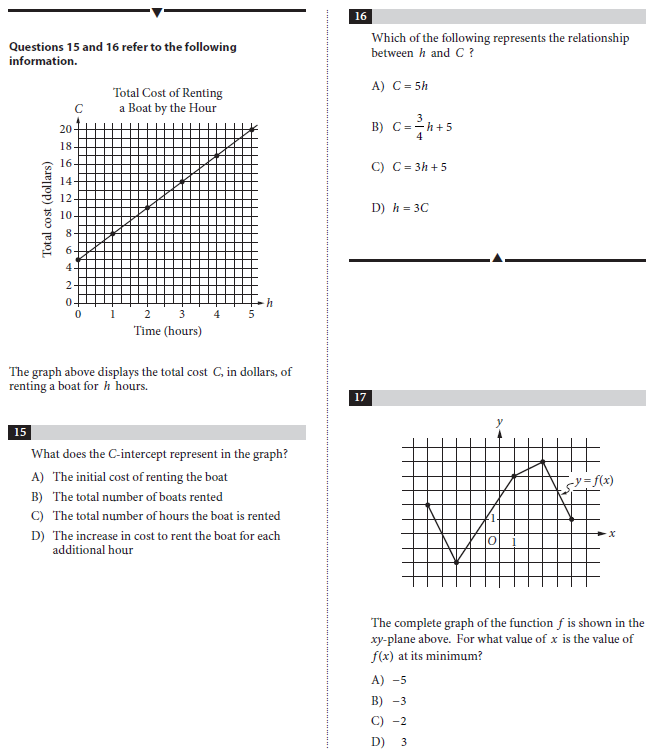 Questions 15 and 16 refer to the following
information.
Total Cost of Renting
a Boat by the Hour
C
Total cost (dollars)
20
18
16
14
12
10
8
6
4
2
0
0 1 2 3 4 5
h
Time (hours)
The graph above displays the total cost C, in dollars, of
renting a boat for h hours.
15
What does the C-intercept represent in the graph?
A) The initial cost of renting the boat
B) The total number of boats rented
C) The total number of hours the boat is rented
D) The increase in cost to rent the boat for each
additional hour
16
Which of the following represents the relationship
between h and C ?
A) C = 5h
B) C = 3/4 h + 5
C) C = 3h + 5
D) h = 3C
17
y
y = f(x)
1
x
O 1
The complete graph of the function f is shown in the
xy-plane above. For what value of x is the value of
f(x) at its minimum?
A) −5
B) −3
C) −2
D) 3